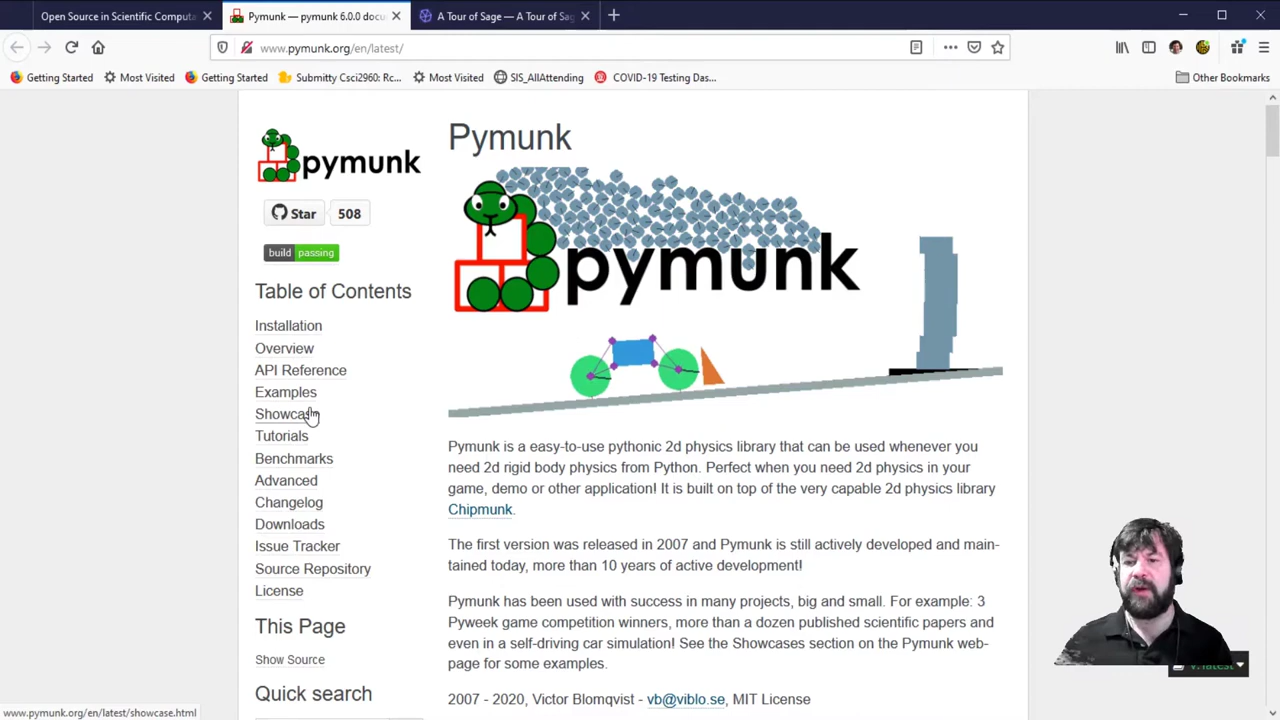 Open Source in Scientific Computa
Pymunk — pymunk 6.0.0 docu
A Tour of Sage — A Tour of Sag
www.pymunk.org/en/latest/
Getting Started
Most Visited
Getting Started
Submitty Csci2960: Rc...
Most Visited
SIS_AllAttending
COVID-19 Testing Das...
Other Bookmarks
pymunk
Star
508
build passing
Table of Contents
Installation
Overview
API Reference
Examples
Showcase
Tutorials
Benchmarks
Advanced
Changelog
Downloads
Issue Tracker
Source Repository
License
This Page
Show Source
Quick search
Pymunk
pymunk
Pymunk is a easy-to-use pythonic 2d physics library that can be used whenever you
need 2d rigid body physics from Python. Perfect when you need 2d physics in your
game, demo or other application! It is built on top of the very capable 2d physics library
Chipmunk.
The first version was released in 2007 and Pymunk is still actively developed and main-
tained today, more than 10 years of active development!
Pymunk has been used with success in many projects, big and small. For example: 3
Pyweek game competition winners, more than a dozen published scientific papers and
even in a self-driving car simulation! See the Showcases section on the Pymunk web-
page for some examples.
2007 - 2020, Victor Blomqvist - vb@viblo.se, MIT License
v: latest
www.pymunk.org/en/latest/showcase.html